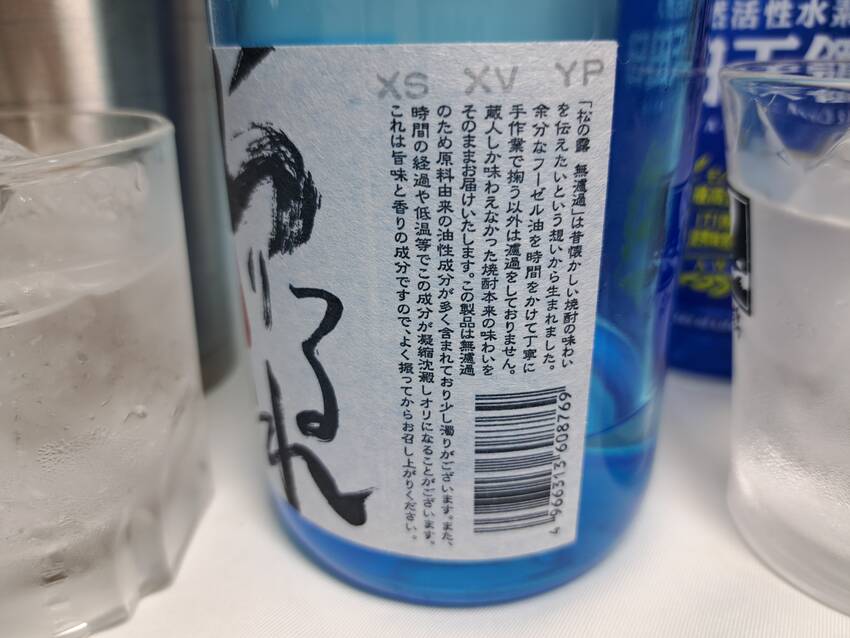 XS XV YP
「松の露 無濾過」は昔懐かしい焼酎の味わい
を伝えたいという想いから生まれました。
余分なフーゼル油を時間をかけて丁寧に
手作業で掬う以外は濾過をしておりません。
蔵人しか味わえなかった焼酎本来の味わいを
そのままお届けいたします。この製品は無濾過
のため原料由来の油性成分が多く含まれており少し濁りがございます。また、
時間の経過や低温等でこの成分が凝縮沈澱しオリになることがございます。
これは旨味と香りの成分ですので、よく振ってからお召し上がりください。
4966313608769
つるれ
活性水素